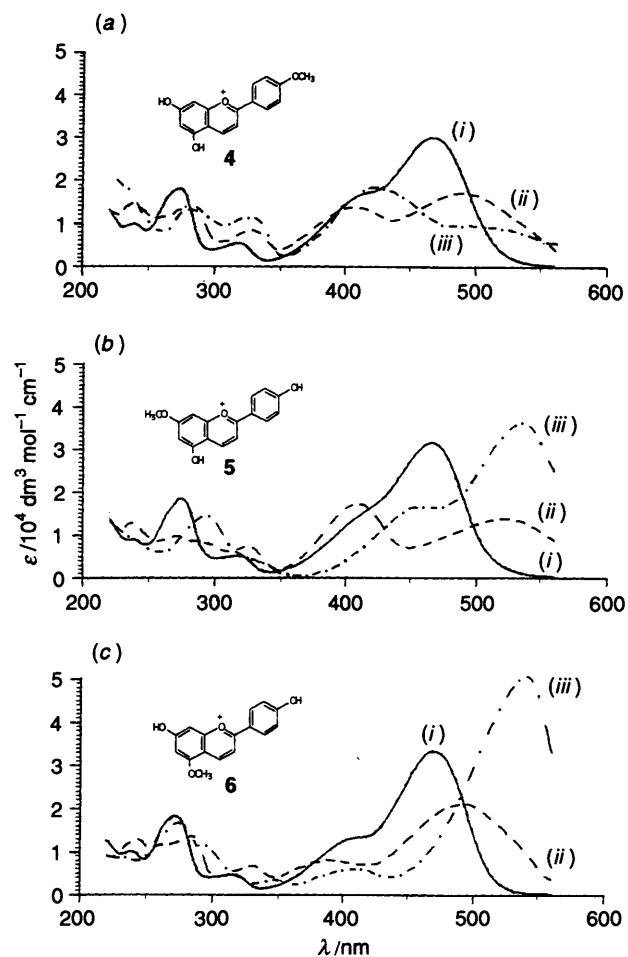 (a)
5
4
3
2
1
0
HO
O
+
OCH₃
OH
4
(i)
(ii)
(iii)
200 300 400 500 600
(b)
5
4
3
2
1
0
ε/10⁴ dm³ mol⁻¹ cm⁻¹
OH
+
H₃CO
O
OH
5
(iii)
(ii)
(i)
200 300 400 500 600
(c)
5
4
3
2
1
0
OH
+
HO
O
OCH₃
6
(i)
(iii)
(ii)
200 300 400 500 600
λ/nm